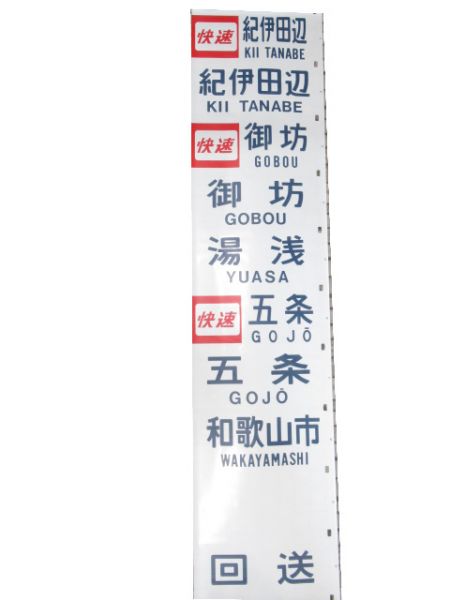 快速 紀伊田辺
KII TANABE
紀伊田辺
KII TANABE
快速 御坊
GOBOU
御坊
GOBOU
湯浅
YUASA
快速 五条
GOJŌ
五条
GOJŌ
和歌山市
WAKAYAMASHI
回送